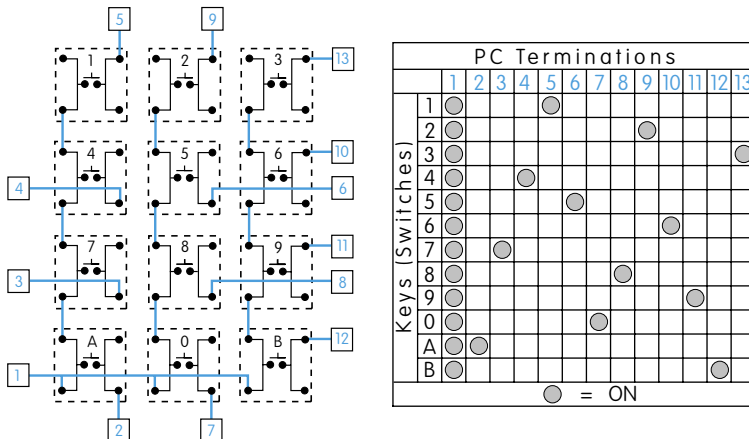 5 9
1 2 3 13
4 5 6 10
4 6
7 8 9 11
3 8
A 0 B 12
1
2 7
PC Terminations
1 2 3 4 5 6 7 8 9 10 11 12 13
Keys (Switches)
1
2
3
4
5
6
7
8
9
0
A
B
= ON